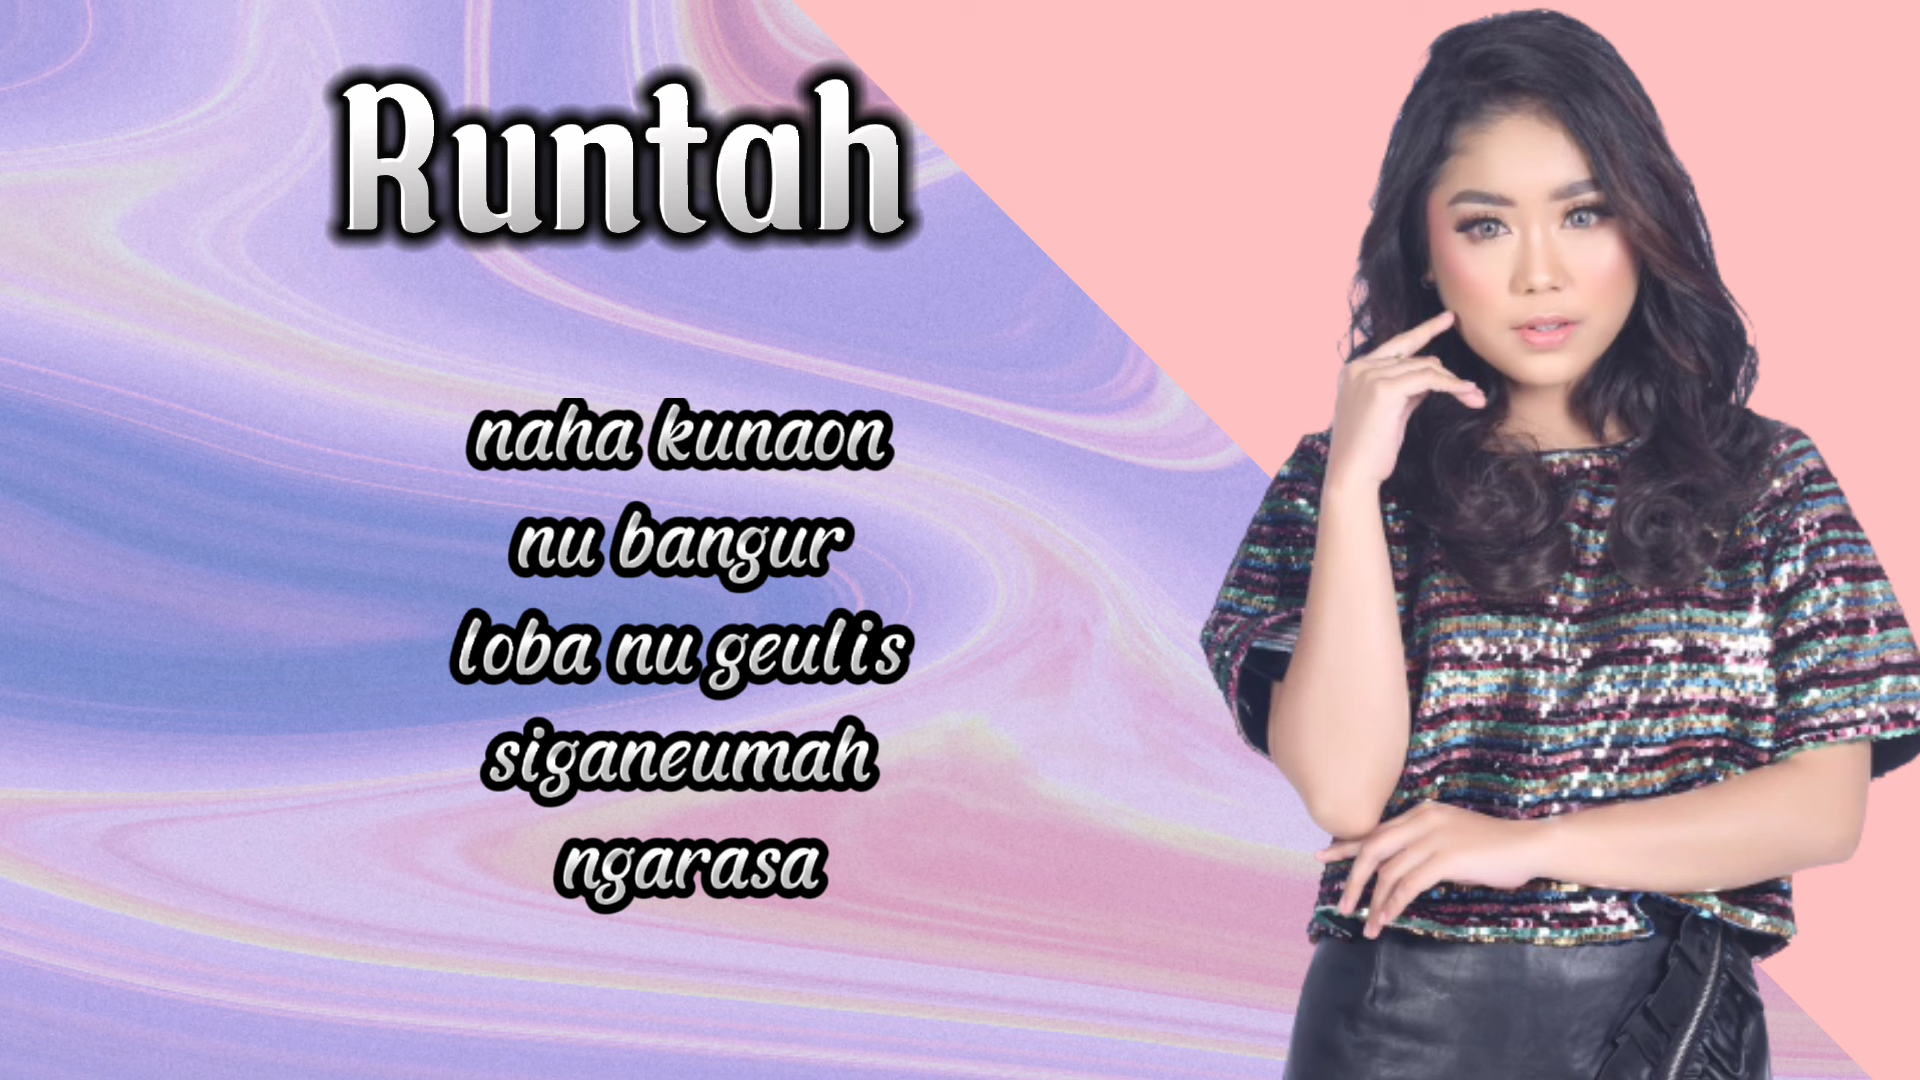 Runtah
naha kunaon
nu bangur
loba nu geulis
siganeumah
ngarasa